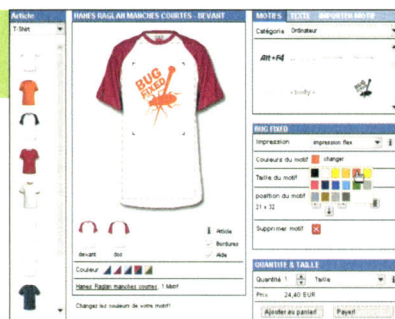 Article
T-Shirt
HANES RAGLAN MANCHES COURTES - DEVANT
BUG
FIXED
devant
dos
Article
Bordures
Aide
Couleur
Hanes Raglan manches courtes, 1 Motif
Changez les couleurs de votre motif!
MOTIFS
TEXTE
IMPORTER MOTIF
Catégorie
Ordinateur
Alt+F4
<body>
BUG FIXED
Impression
impression flex
Couleurs du motif
changer
Taille du motif
position du motif
21 x 32
Supprimer motif
QUANTITE & TAILLE
Quantité
1
Taille
Prix
24,40 EUR
Ajouter au panier!
Payer!